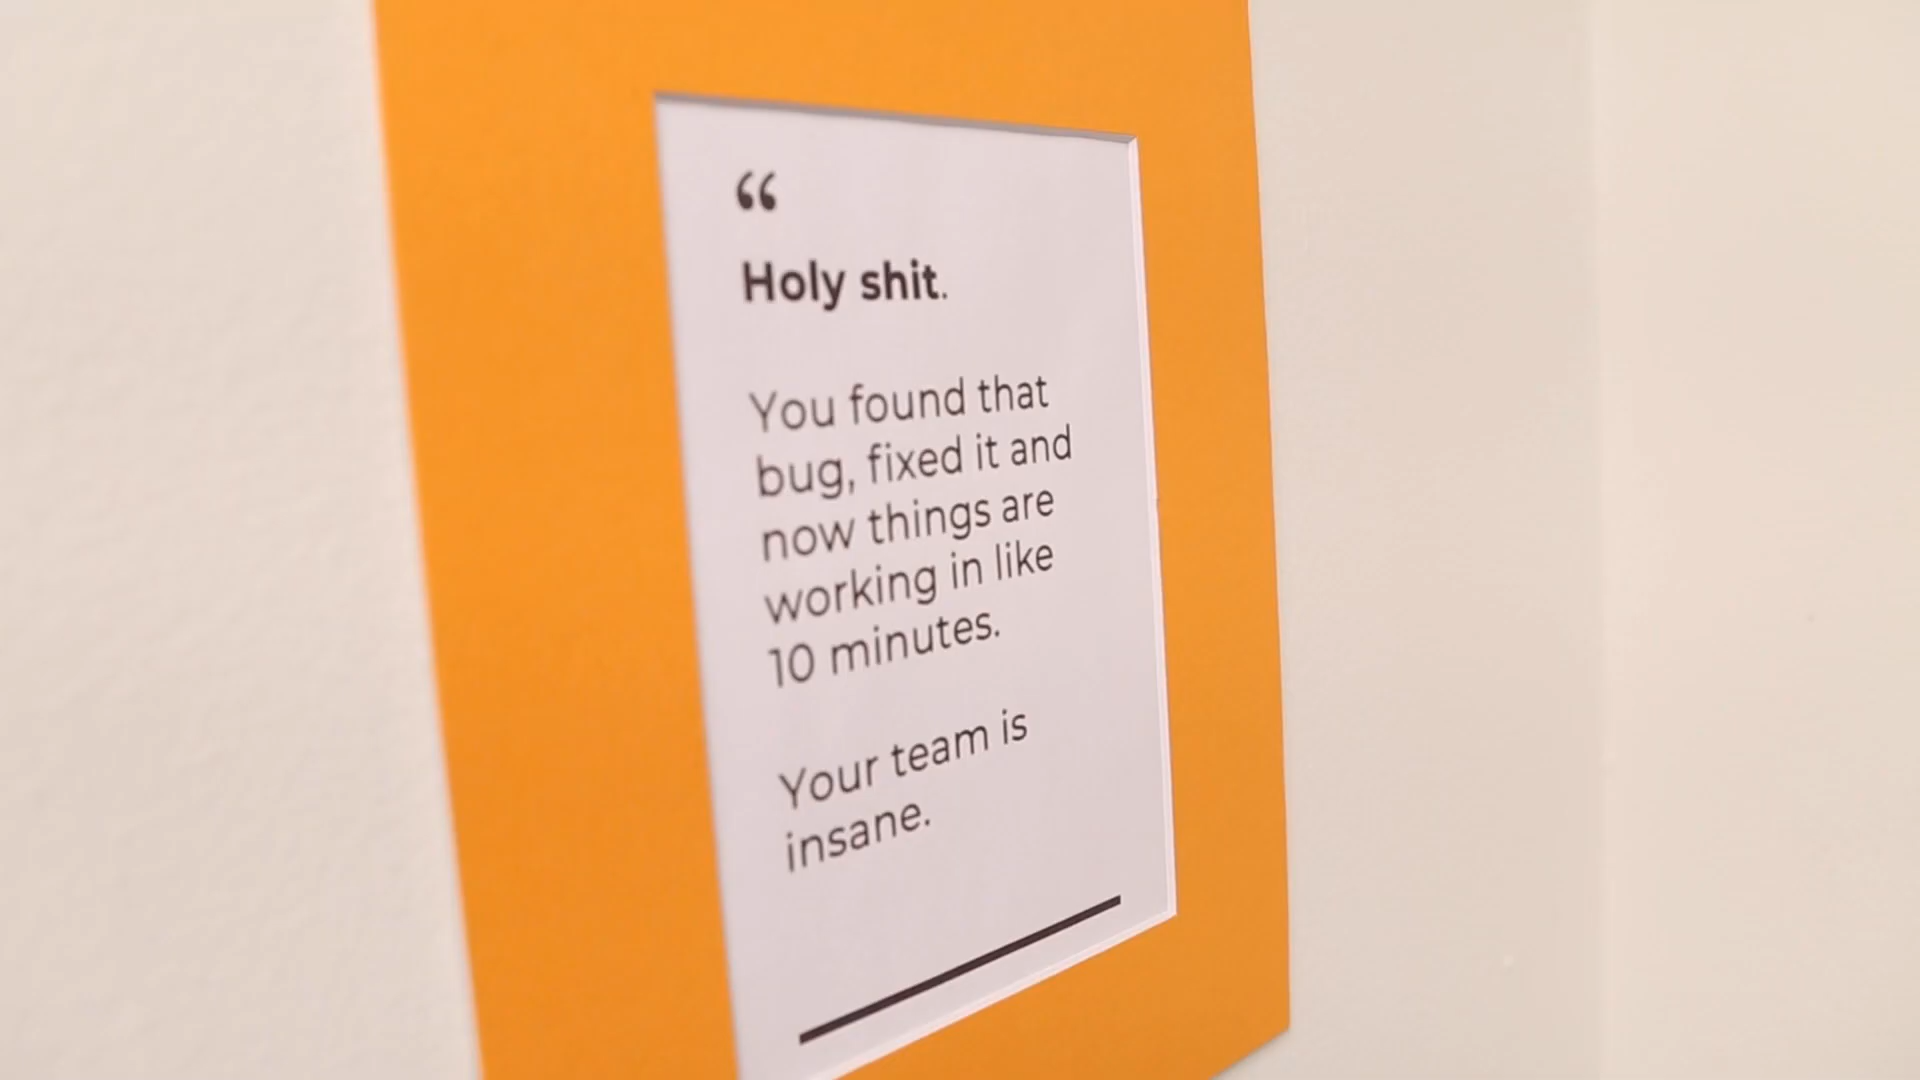 “
Holy shit.
You found that
bug, fixed it and
now things are
working in like
10 minutes.
Your team is
insane.